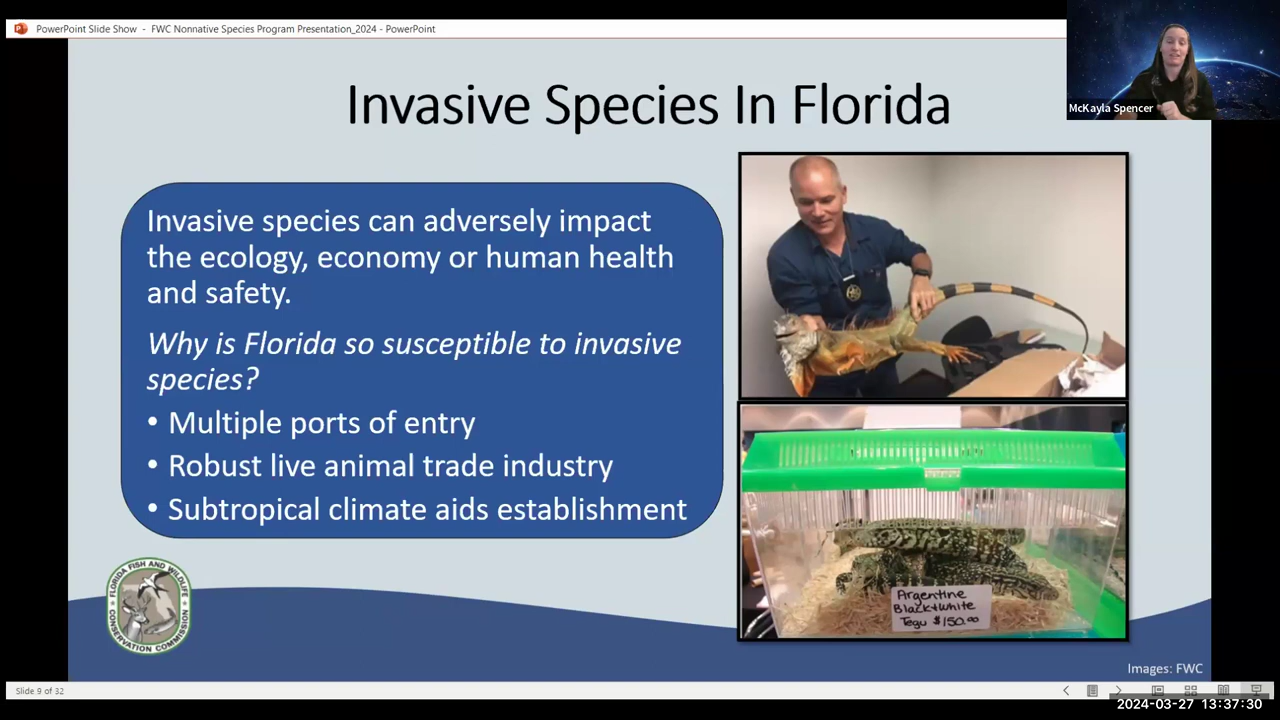 PowerPoint Slide Show - FWC Nonnative Species Program Presentation_2024 - PowerPoint
McKayla Spencer
Invasive Species In Florida
Invasive species can adversely impact
the ecology, economy or human health
and safety.
Why is Florida so susceptible to invasive
species?
• Multiple ports of entry
• Robust live animal trade industry
• Subtropical climate aids establishment
Argentine
Black+White
Tegu $150.00
FLORIDA FISH AND WILDLIFE
CONSERVATION COMMISSION
Images: FWC
Slide 9 of 32
2024-03-27 13:37:30